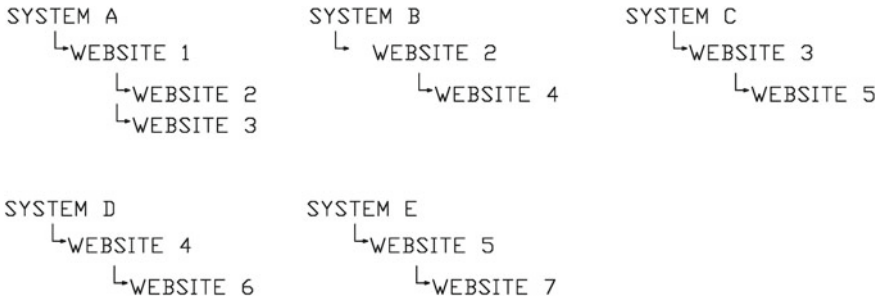 SYSTEM A
WEBSITE 1
WEBSITE 2
WEBSITE 3
SYSTEM B
WEBSITE 2
WEBSITE 4
SYSTEM C
WEBSITE 3
WEBSITE 5
SYSTEM D
WEBSITE 4
WEBSITE 6
SYSTEM E
WEBSITE 5
WEBSITE 7